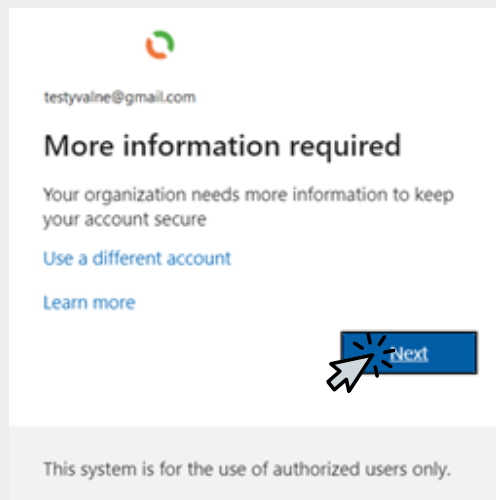 testyvalne@gmail.com
More information required
Your organization needs more information to keep
your account secure
Use a different account
Learn more
Next
This system is for the use of authorized users only.